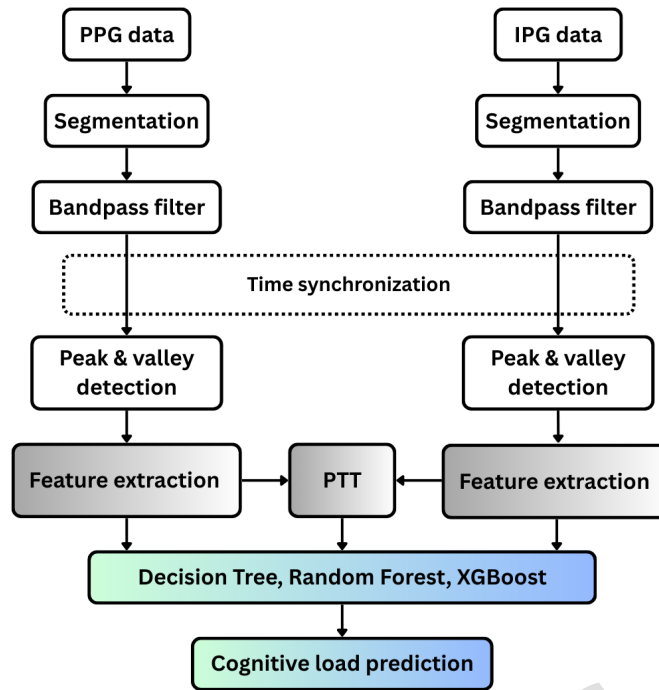 PPG data
IPG data
Segmentation
Segmentation
Bandpass filter
Bandpass filter
Time synchronization
Peak & valley
detection
Peak & valley
detection
Feature extraction
PTT
Feature extraction
Decision Tree, Random Forest, XGBoost
Cognitive load prediction